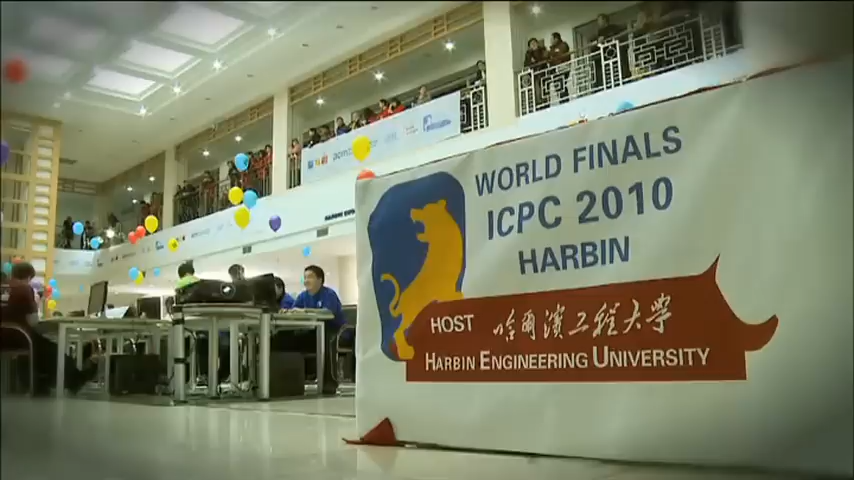 WORLD FINALS
ICPC 2010
HARBIN
HOST 哈尔滨工程大学
HARBIN ENGINEERING UNIVERSITY